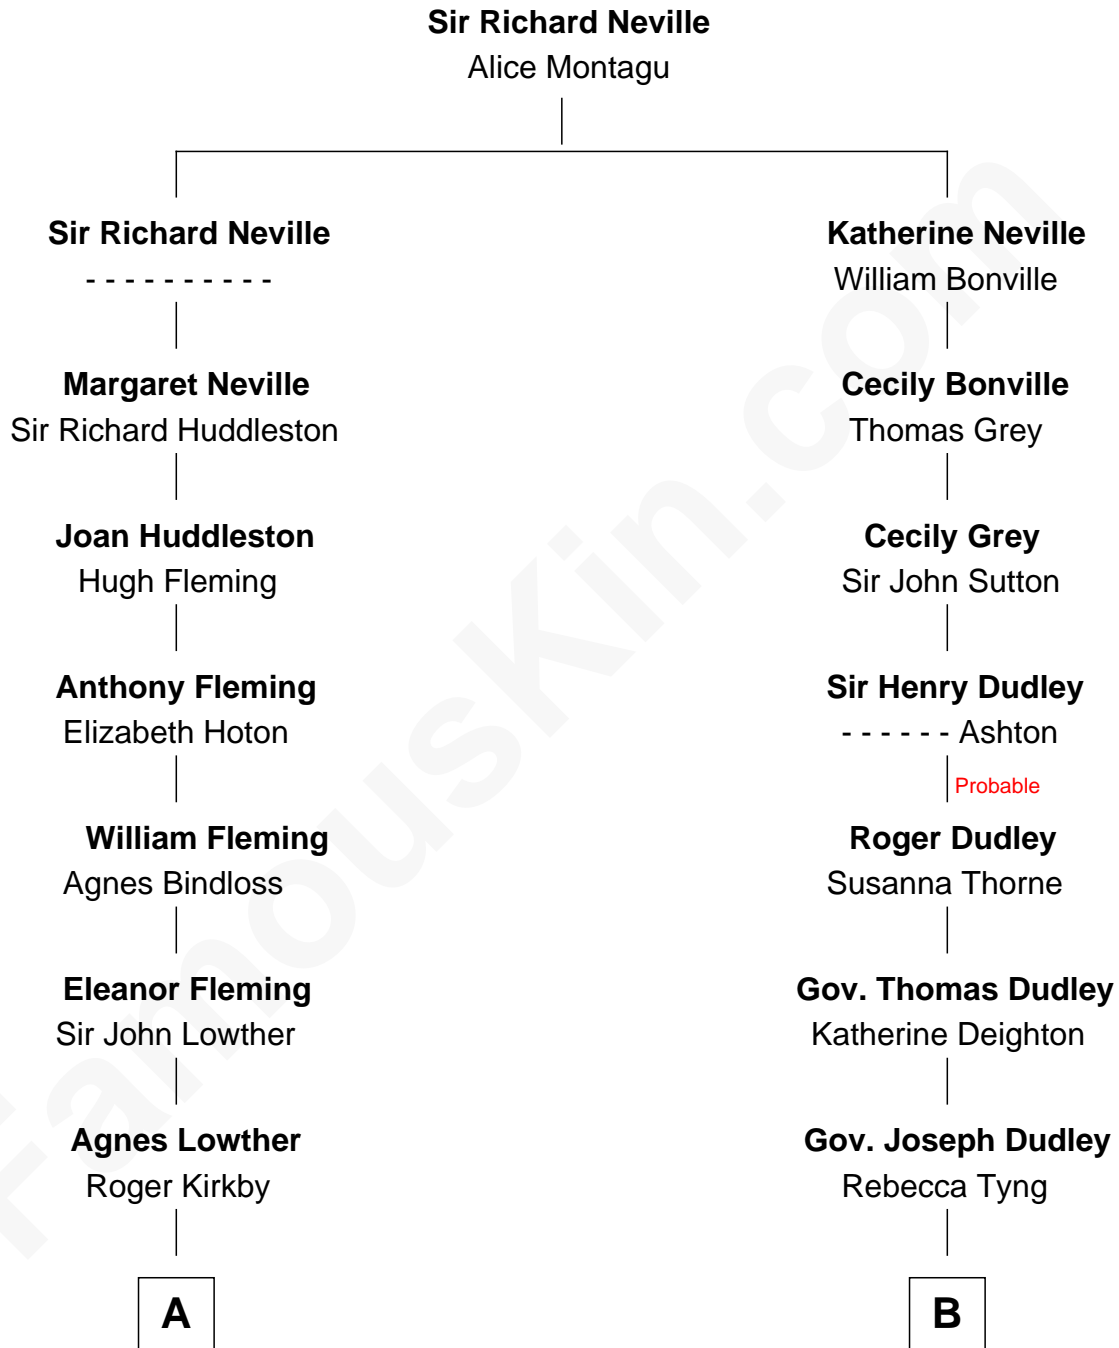 Sir Richard Neville
Alice Montagu
Sir Richard Neville
- - - - - - - - - -
Margaret Neville
Sir Richard Huddleston
Joan Huddleston
Hugh Fleming
Anthony Fleming
Elizabeth Hoton
William Fleming
Agnes Bindloss
Eleanor Fleming
Sir John Lowther
Agnes Lowther
Roger Kirkby
A
Katherine Neville
William Bonville
Cecily Bonville
Thomas Grey
Cecily Grey
Sir John Sutton
Sir Henry Dudley
- - - - - - Ashton
Probable
Roger Dudley
Susanna Thorne
Gov. Thomas Dudley
Katherine Deighton
Gov. Joseph Dudley
Rebecca Tyng
B
FamousKin.com